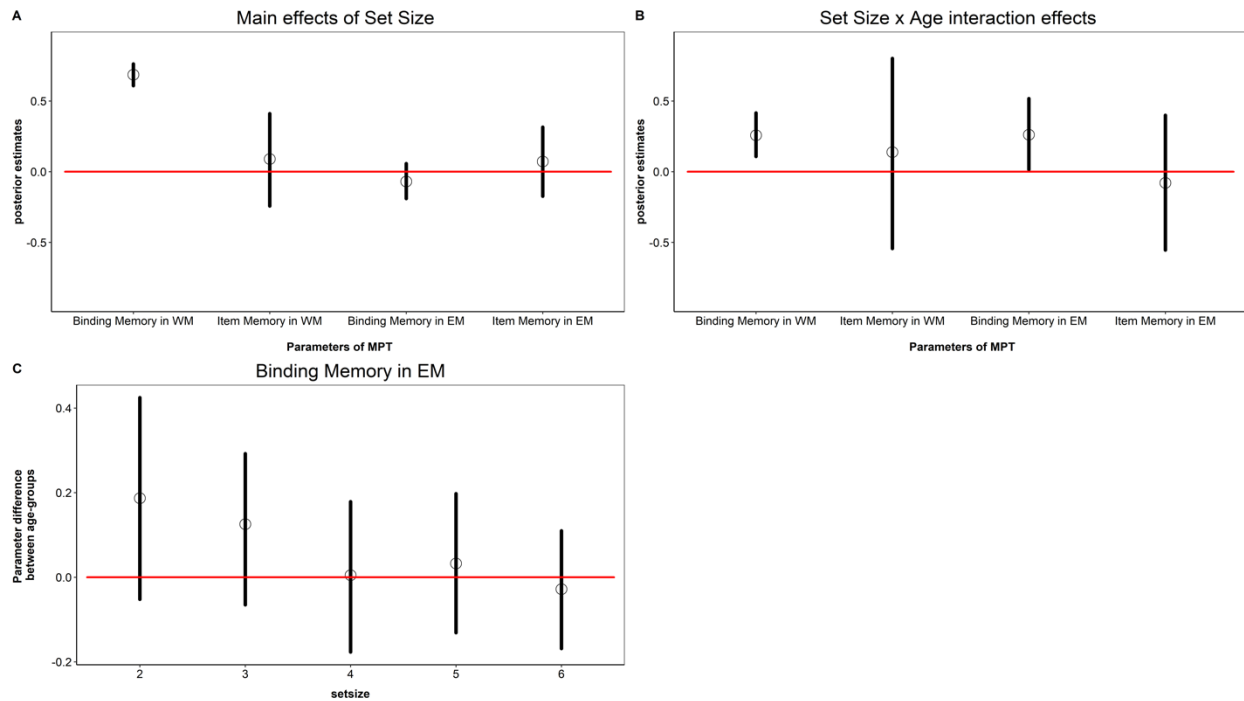 A
Main effects of Set Size
posterior estimates
0.5
0.0
-0.5
Binding Memory in WM
Item Memory in WM
Binding Memory in EM
Item Memory in EM
Parameters of MPT
B
Set Size x Age interaction effects
posterior estimates
0.5
0.0
-0.5
Binding Memory in WM
Item Memory in WM
Binding Memory in EM
Item Memory in EM
Parameters of MPT
C
Binding Memory in EM
Parameter difference
between age-groups
0.4
0.2
0.0
-0.2
2
3
4
5
6
setsize